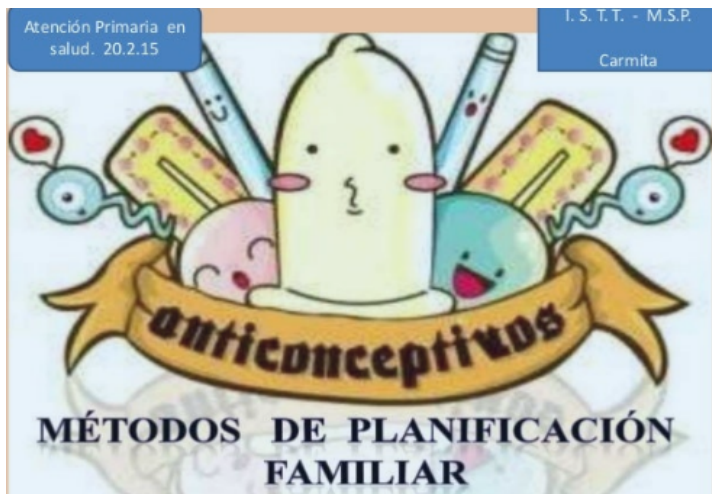 Atención Primaria en
salud. 20.2.15
I. S. T. T. - M.S.P.
Carmita
anticonceptivos
MÉTODOS DE PLANIFICACIÓN
FAMILIAR